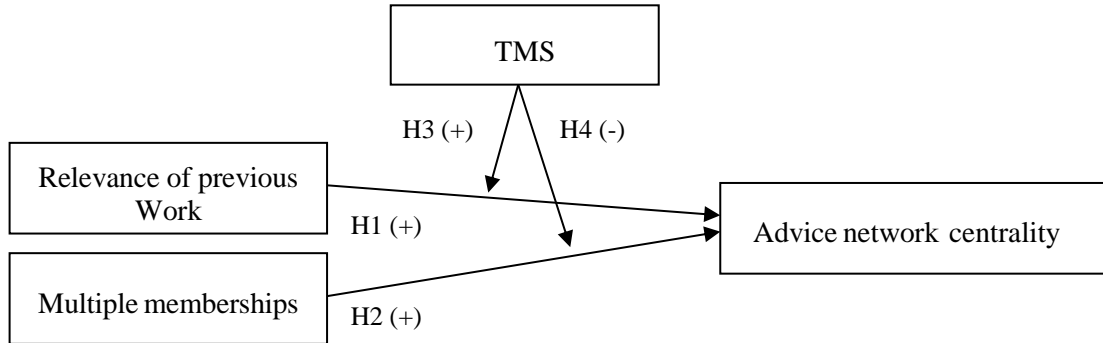 TMS
H3 (+)
H4 (-)
Relevance of previous
Work
H1 (+)
Advice network centrality
Multiple memberships
H2 (+)